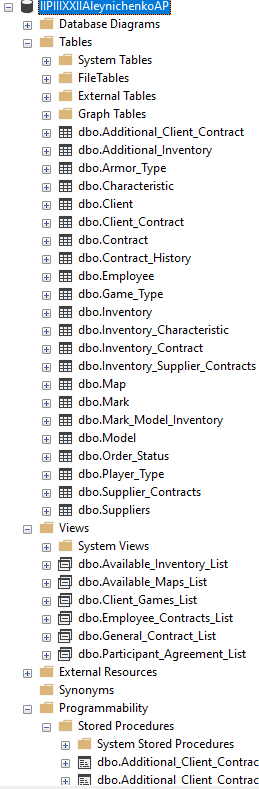 IIPIIIXXIIAleynichenkoAP
Database Diagrams
Tables
System Tables
FileTables
External Tables
Graph Tables
dbo.Additional_Client_Contract
dbo.Additional_Inventory
dbo.Armor_Type
dbo.Characteristic
dbo.Client
dbo.Client_Contract
dbo.Contract
dbo.Contract_History
dbo.Employee
dbo.Game_Type
dbo.Inventory
dbo.Inventory_Characteristic
dbo.Inventory_Contract
dbo.Inventory_Supplier_Contracts
dbo.Map
dbo.Mark
dbo.Mark_Model_Inventory
dbo.Model
dbo.Order_Status
dbo.Player_Type
dbo.Supplier_Contracts
dbo.Suppliers
Views
System Views
dbo.Available_Inventory_List
dbo.Available_Maps_List
dbo.Client_Games_List
dbo.Employee_Contracts_List
dbo.General_Contract_List
dbo.Participant_Agreement_List
External Resources
Synonyms
Programmability
Stored Procedures
System Stored Procedures
dbo.Additional_Client_Contrac
dbo.Additional_Client_Contrac